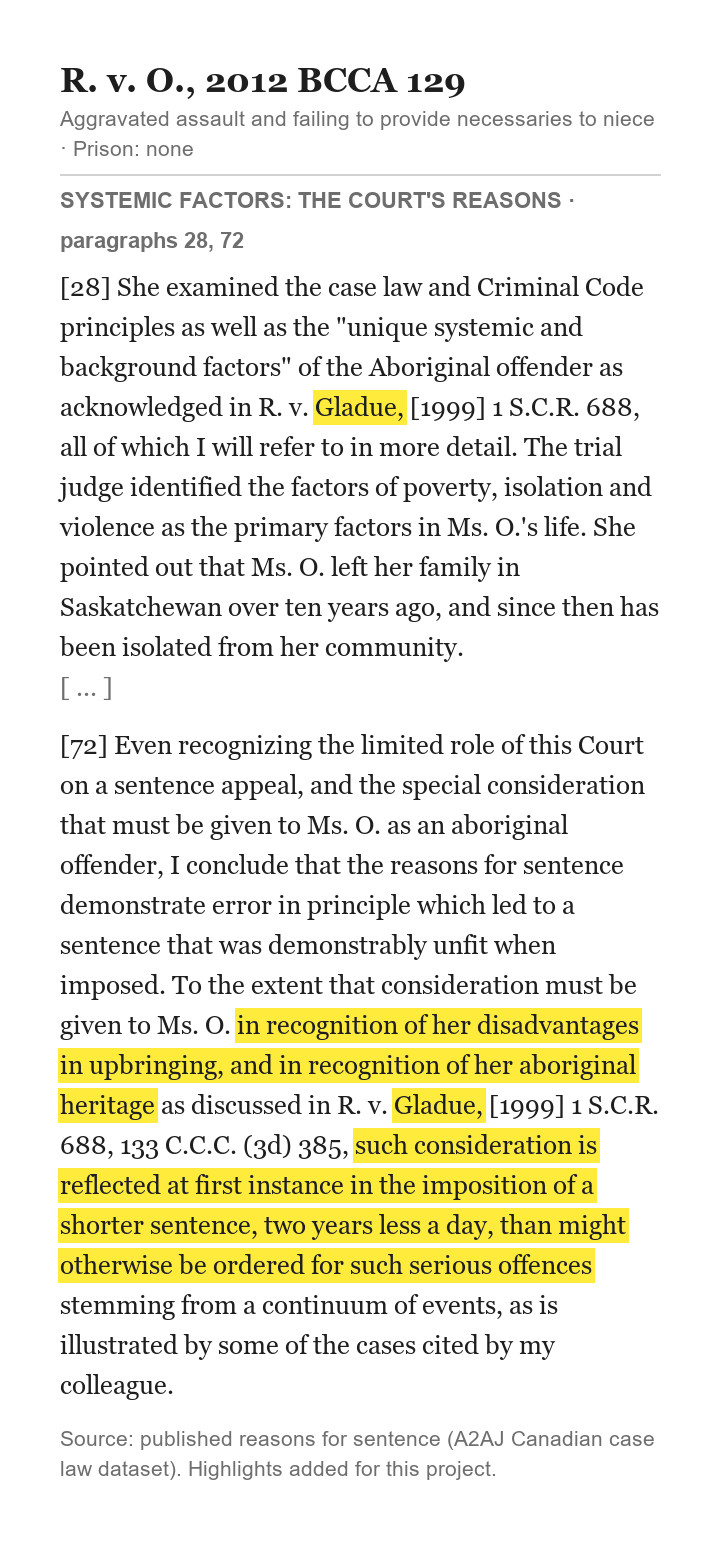 R. v. O., 2012 BCCA 129
Aggravated assault and failing to provide necessaries to niece
· Prison: none
SYSTEMIC FACTORS: THE COURT'S REASONS ·
paragraphs 28, 72
[28] She examined the case law and Criminal Code
principles as well as the "unique systemic and
background factors" of the Aboriginal offender as
acknowledged in R. v. Gladue, [1999] 1 S.C.R. 688,
all of which I will refer to in more detail. The trial
judge identified the factors of poverty, isolation and
violence as the primary factors in Ms. O.'s life. She
pointed out that Ms. O. left her family in
Saskatchewan over ten years ago, and since then has
been isolated from her community.
[ ... ]
[72] Even recognizing the limited role of this Court
on a sentence appeal, and the special consideration
that must be given to Ms. O. as an aboriginal
offender, I conclude that the reasons for sentence
demonstrate error in principle which led to a
sentence that was demonstrably unfit when
imposed. To the extent that consideration must be
given to Ms. O. in recognition of her disadvantages
in upbringing, and in recognition of her aboriginal
heritage as discussed in R. v. Gladue, [1999] 1 S.C.R.
688, 133 C.C.C. (3d) 385, such consideration is
reflected at first instance in the imposition of a
shorter sentence, two years less a day, than might
otherwise be ordered for such serious offences
stemming from a continuum of events, as is
illustrated by some of the cases cited by my
colleague.
Source: published reasons for sentence (A2AJ Canadian case
law dataset). Highlights added for this project.